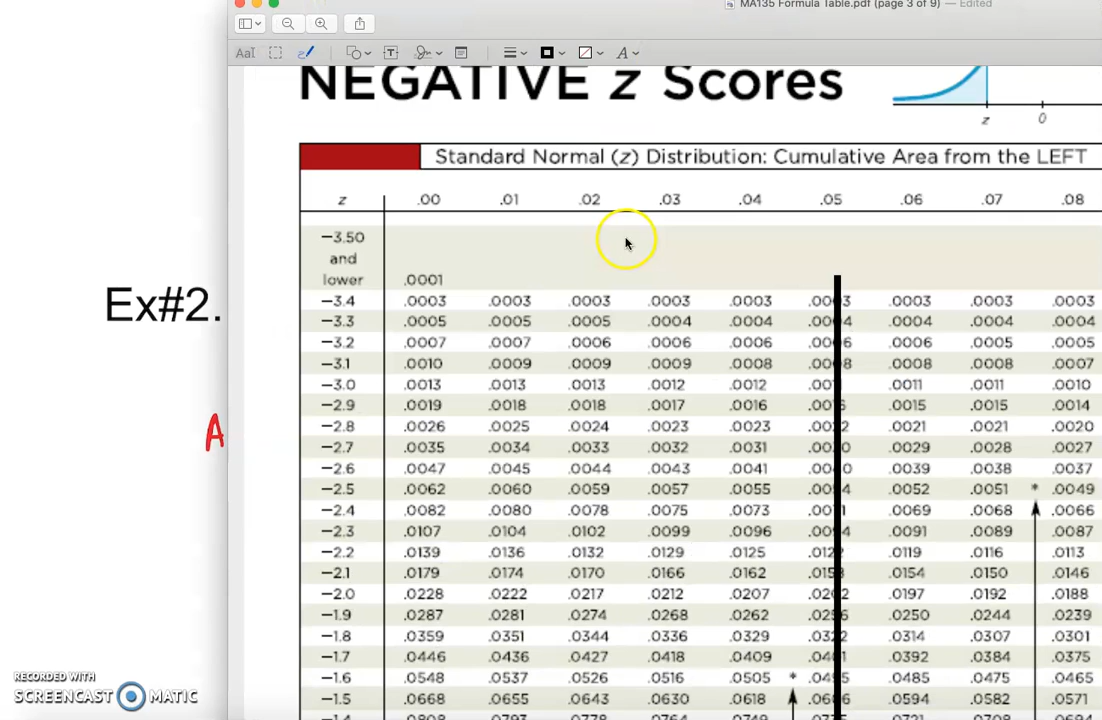 MA135 Formula Table.pdf (page 3 of 9) — Edited
NEGATIVE z Scores
z 0
Standard Normal (z) Distribution: Cumulative Area from the LEFT
z .00 .01 .02 .03 .04 .05 .06 .07 .08
−3.50
and
lower .0001
−3.4 .0003 .0003 .0003 .0003 .0003 .0003 .0003 .0003
−3.3 .0005 .0005 .0005 .0004 .0004 .0004 .0004 .0004
−3.2 .0007 .0007 .0006 .0006 .0006 .0006 .0005 .0005
−3.1 .0010 .0009 .0009 .0009 .0008 .0008 .0008 .0007
−3.0 .0013 .0013 .0013 .0012 .0012 .0011 .0011 .0010
−2.9 .0019 .0018 .0018 .0017 .0016 .0015 .0015 .0014
−2.8 .0026 .0025 .0024 .0023 .0023 .0021 .0021 .0020
−2.7 .0035 .0034 .0033 .0032 .0031 .0029 .0028 .0027
−2.6 .0047 .0045 .0044 .0043 .0041 .0039 .0038 .0037
−2.5 .0062 .0060 .0059 .0057 .0055 .0052 .0051 * .0049
−2.4 .0082 .0080 .0078 .0075 .0073 .0069 .0068 .0066
−2.3 .0107 .0104 .0102 .0099 .0096 .0091 .0089 .0087
−2.2 .0139 .0136 .0132 .0129 .0125 .0119 .0116 .0113
−2.1 .0179 .0174 .0170 .0166 .0162 .0154 .0150 .0146
−2.0 .0228 .0222 .0217 .0212 .0207 .0197 .0192 .0188
−1.9 .0287 .0281 .0274 .0268 .0262 .0250 .0244 .0239
−1.8 .0359 .0351 .0344 .0336 .0329 .0314 .0307 .0301
−1.7 .0446 .0436 .0427 .0418 .0409 .0392 .0384 .0375
−1.6 .0548 .0537 .0526 .0516 .0505 * .0485 .0475 .0465
−1.5 .0668 .0655 .0643 .0630 .0618 .0594 .0582 .0571
Ex#2.
A
RECORDED WITH
SCREENCAST MATIC